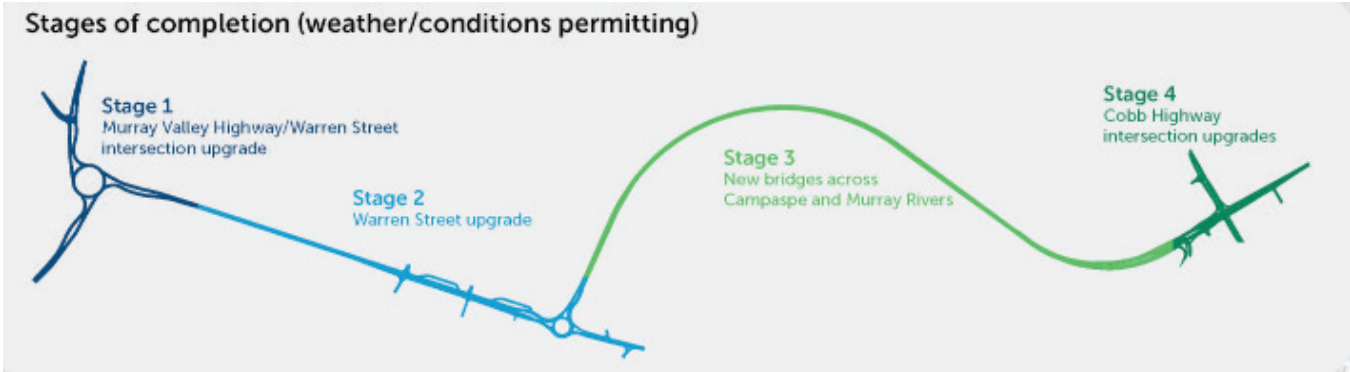 Stages of completion (weather/conditions permitting)
Stage 1
Murray Valley Highway/Warren Street
intersection upgrade
Stage 2
Warren Street upgrade
Stage 3
New bridges across
Campaspe and Murray Rivers
Stage 4
Cobb Highway
intersection upgrades